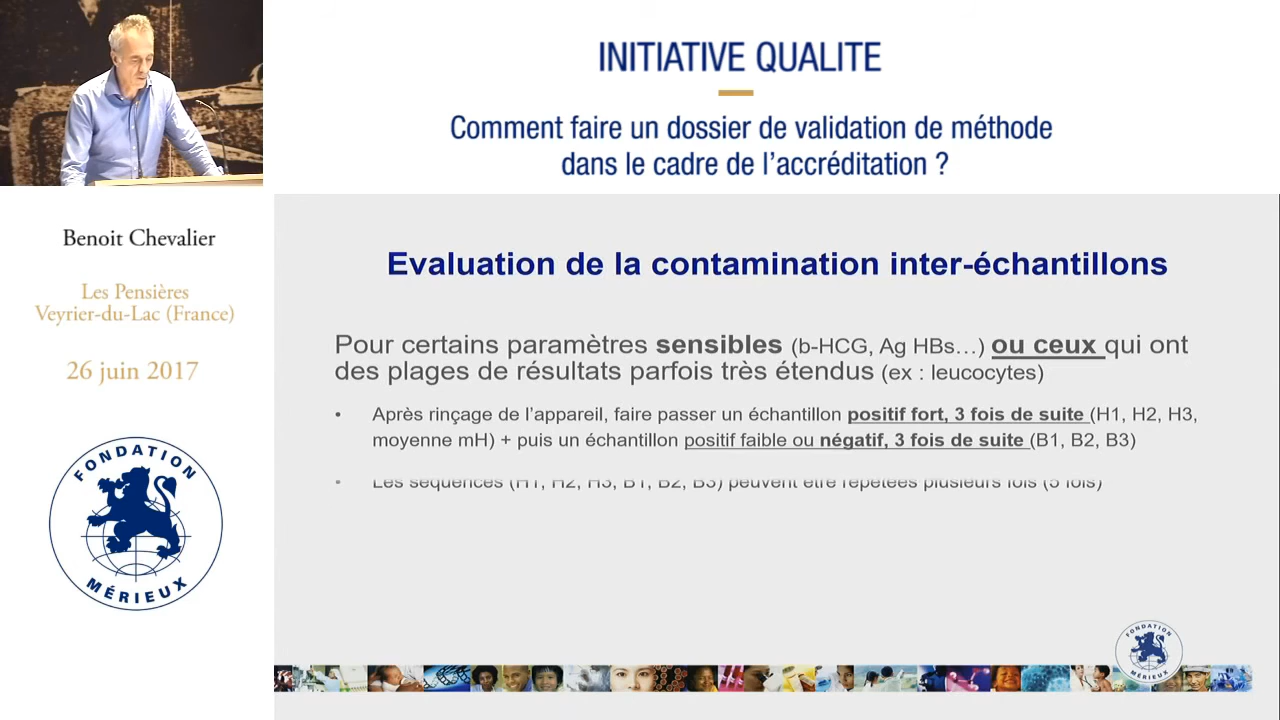 INITIATIVE QUALITE
Comment faire un dossier de validation de méthode
dans le cadre de l’accréditation ?
Benoit Chevalier
Les Pensières
Veyrier-du-Lac (France)
26 juin 2017
FONDATION
MÉRIEUX
Evaluation de la contamination inter-échantillons
Pour certains paramètres sensibles (b-HCG, Ag HBs…) ou ceux qui ont
des plages de résultats parfois très étendus (ex : leucocytes)
• Après rinçage de l’appareil, faire passer un échantillon positif fort, 3 fois de suite (H1, H2, H3,
moyenne mH) + puis un échantillon positif faible ou négatif, 3 fois de suite (B1, B2, B3)
Les séquences (H1, H2, H3, B1, B2, B3) peuvent être répétées plusieurs fois (5 fois)
FONDATION
MÉRIEUX